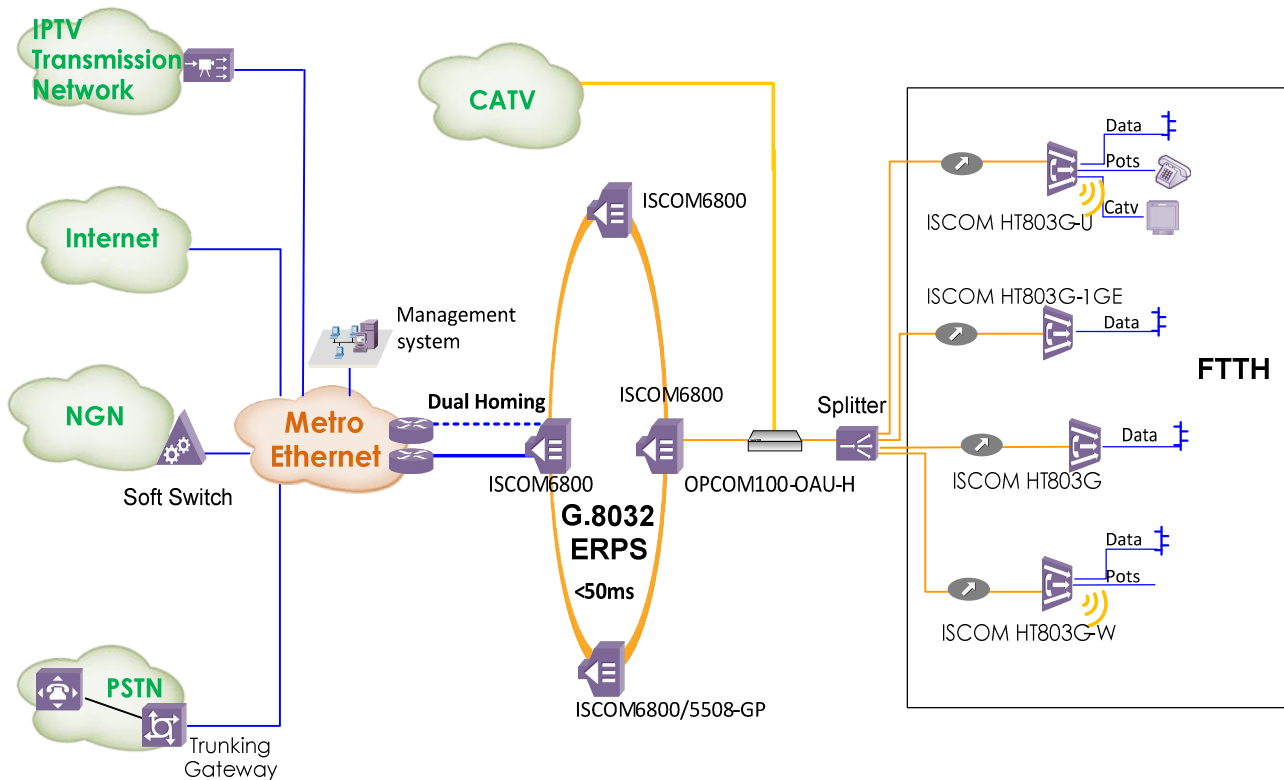 IPTV
Transmission
Network
CATV
Internet
NGN
Soft Switch
PSTN
Trunking
Gateway
Management
system
Metro
Ethernet
Dual Homing
ISCOM6800
ISCOM6800
ISCOM6800
G.8032
ERPS
<50ms
ISCOM6800/5508-GP
OPCOM100-OAU-H
Splitter
Data
Pots
Catv
ISCOM HT803G-U
ISCOM HT803G-1GE
Data
FTTH
Data
ISCOM HT803G
Data
Pots
ISCOM HT803G-W